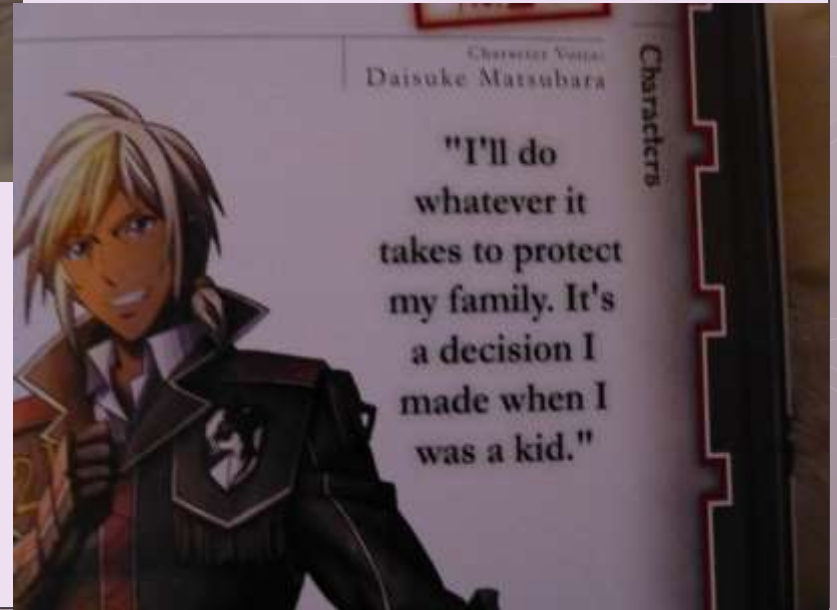 Character Voice:
Daisuke Matsubara
Characters
"I'll do
whatever it
takes to protect
my family. It's
a decision I
made when I
was a kid."